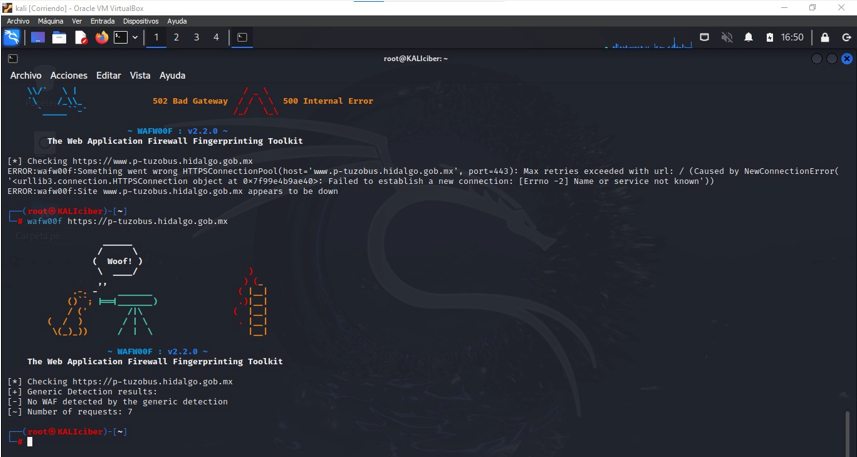 kali [Corriendo] - Oracle VM VirtualBox
Archivo Máquina Ver Entrada Dispositivos Ayuda
1 2 3 4 16:50
root@KALIciber: ~
Archivo Acciones Editar Vista Ayuda
502 Bad Gateway 500 Internal Error
~ WAFW00F : v2.2.0 ~
The Web Application Firewall Fingerprinting Toolkit
[*] Checking https://www.p-tuzobus.hidalgo.gob.mx
ERROR:wafw00f:Something went wrong HTTPSConnectionPool(host='www.p-tuzobus.hidalgo.gob.mx', port=443): Max retries exceeded with url: / (Caused by NewConnectionError(
'<urllib3.connection.HTTPSConnection object at 0x7f99e4b9ae40>: Failed to establish a new connection: [Errno -2] Name or service not known'))
ERROR:wafw00f:Site www.p-tuzobus.hidalgo.gob.mx appears to be down
(root㉿KALIciber)-[~]
# wafw00f https://p-tuzobus.hidalgo.gob.mx
Woof!
~ WAFW00F : v2.2.0 ~
The Web Application Firewall Fingerprinting Toolkit
[*] Checking https://p-tuzobus.hidalgo.gob.mx
[+] Generic Detection results:
[-] No WAF detected by the generic detection
[~] Number of requests: 7
(root㉿KALIciber)-[~]
#